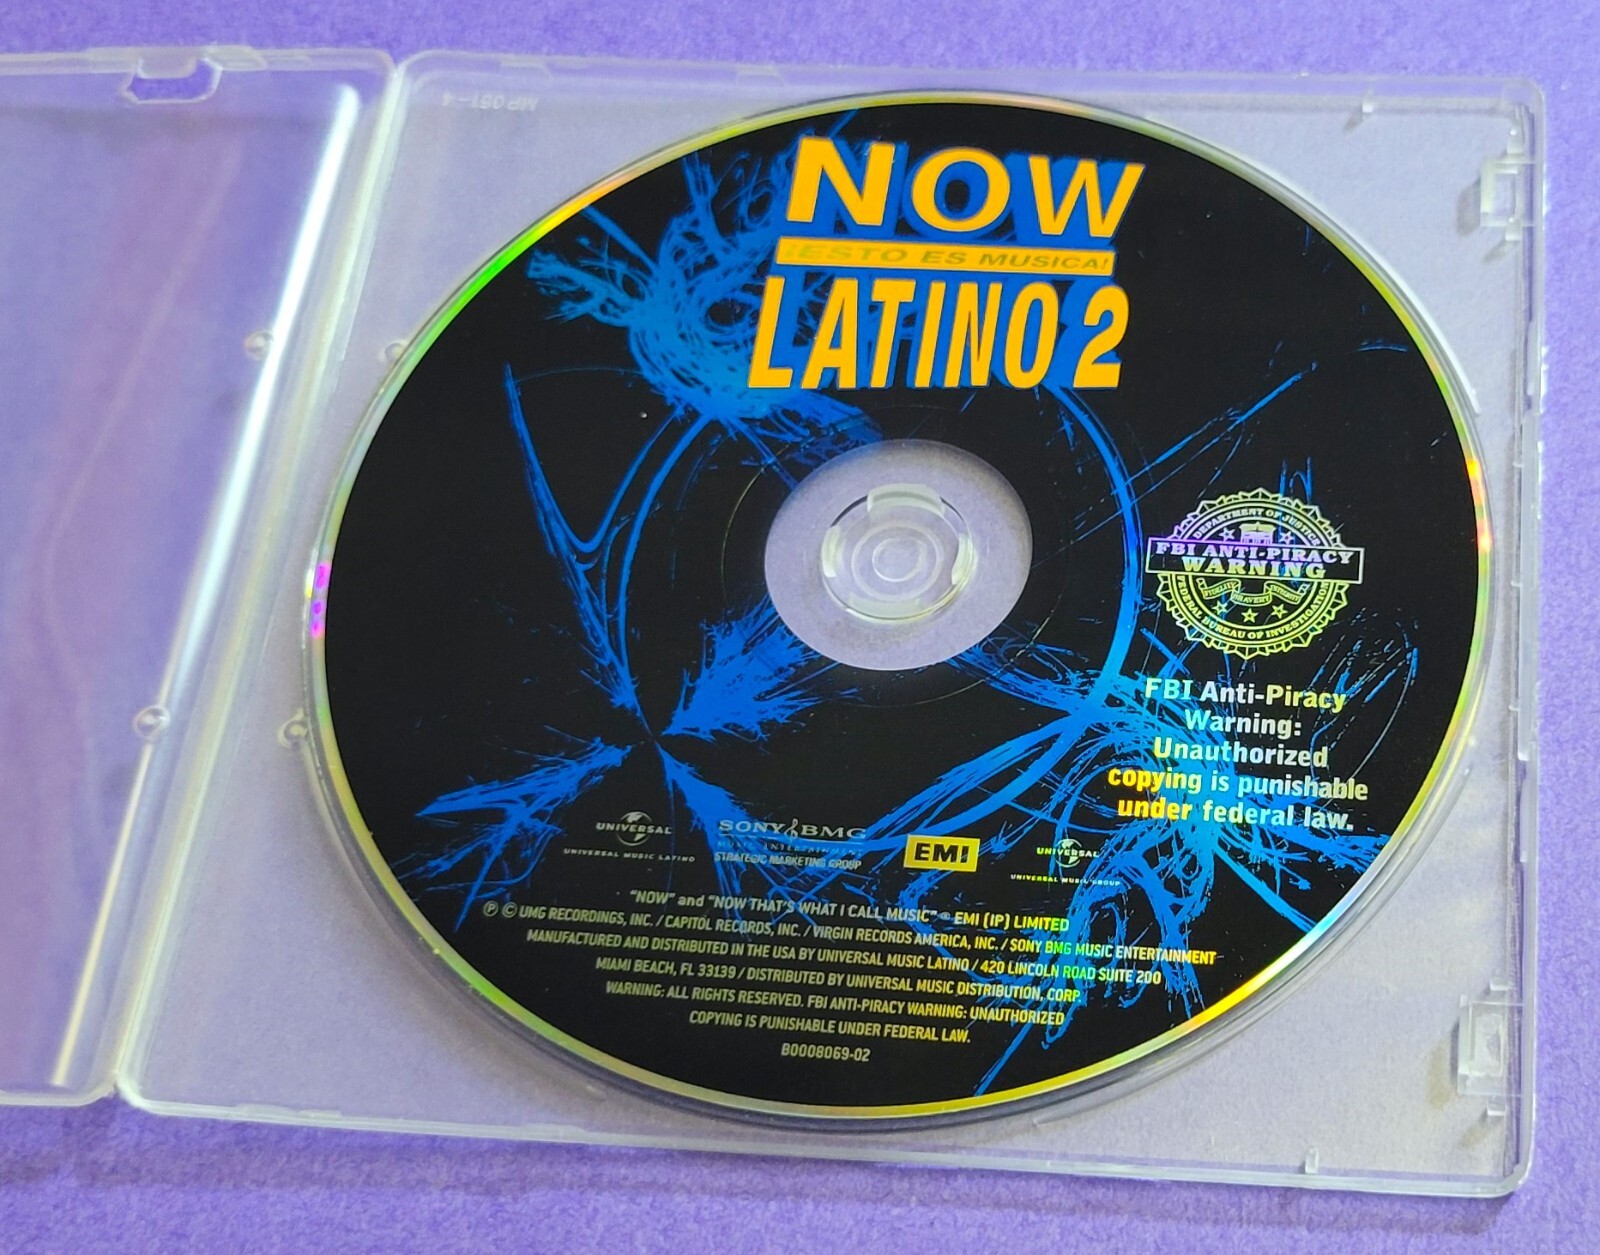 NOW
¡ESTO ES MUSICA!
LATINO 2
DEPARTMENT OF JUSTICE
FBI ANTI-PIRACY
WARNING
FIDELITY BRAVERY INTEGRITY
FEDERAL BUREAU OF INVESTIGATION
FBI Anti-Piracy
Warning:
Unauthorized
copying is punishable
under federal law.
UNIVERSAL
UNIVERSAL MUSIC LATINO
SONY BMG
MUSIC ENTERTAINMENT
STRATEGIC MARKETING GROUP
EMI
UNIVERSAL
UNIVERSAL MUSIC GROUP
"NOW" and "NOW THAT'S WHAT I CALL MUSIC" ® EMI (IP) LIMITED
℗ © UMG RECORDINGS, INC. / CAPITOL RECORDS, INC. / VIRGIN RECORDS AMERICA, INC. / SONY BMG MUSIC ENTERTAINMENT
MANUFACTURED AND DISTRIBUTED IN THE USA BY UNIVERSAL MUSIC LATINO / 420 LINCOLN ROAD SUITE 200
MIAMI BEACH, FL 33139 / DISTRIBUTED BY UNIVERSAL MUSIC DISTRIBUTION, CORP.
WARNING: ALL RIGHTS RESERVED. FBI ANTI-PIRACY WARNING: UNAUTHORIZED
COPYING IS PUNISHABLE UNDER FEDERAL LAW.
B0008069-02